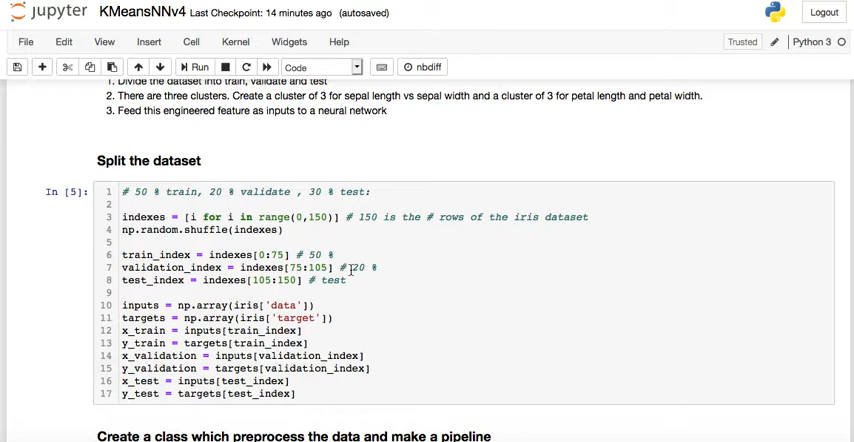 jupyter KMeansNNv4 Last Checkpoint: 14 minutes ago (autosaved) Logout
File Edit View Insert Cell Kernel Widgets Help Trusted Python 3
Run Code nbdiff
1. Divide the dataset into train, validate and test
2. There are three clusters. Create a cluster of 3 for sepal length vs sepal width and a cluster of 3 for petal length and petal width.
3. Feed this engineered feature as inputs to a neural network
Split the dataset
In [5]: 1 # 50 % train, 20 % validate , 30 % test:
2
3 indexes = [i for i in range(0,150)] # 150 is the # rows of the iris dataset
4 np.random.shuffle(indexes)
5
6 train_index = indexes[0:75] # 50 %
7 validation_index = indexes[75:105] # 20 %
8 test_index = indexes[105:150] # test
9
10 inputs = np.array(iris['data'])
11 targets = np.array(iris['target'])
12 x_train = inputs[train_index]
13 y_train = targets[train_index]
14 x_validation = inputs[validation_index]
15 y_validation = targets[validation_index]
16 x_test = inputs[test_index]
17 y_test = targets[test_index]
Create a class which preprocess the data and make a pipeline